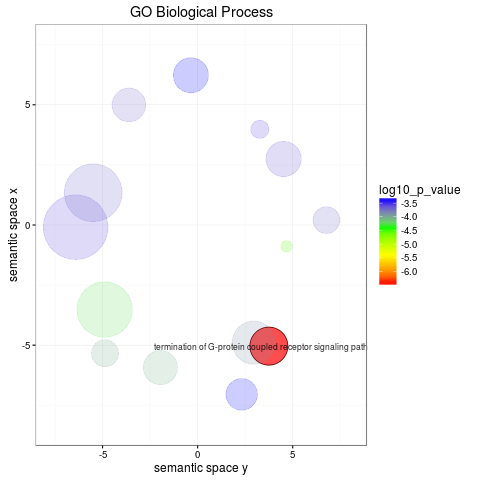 GO Biological Process
semantic space x
5
0
-5
termination of G-protein coupled receptor signaling path
-5
0
5
semantic space y
log10_p_value
-3.5
-4.0
-4.5
-5.0
-5.5
-6.0